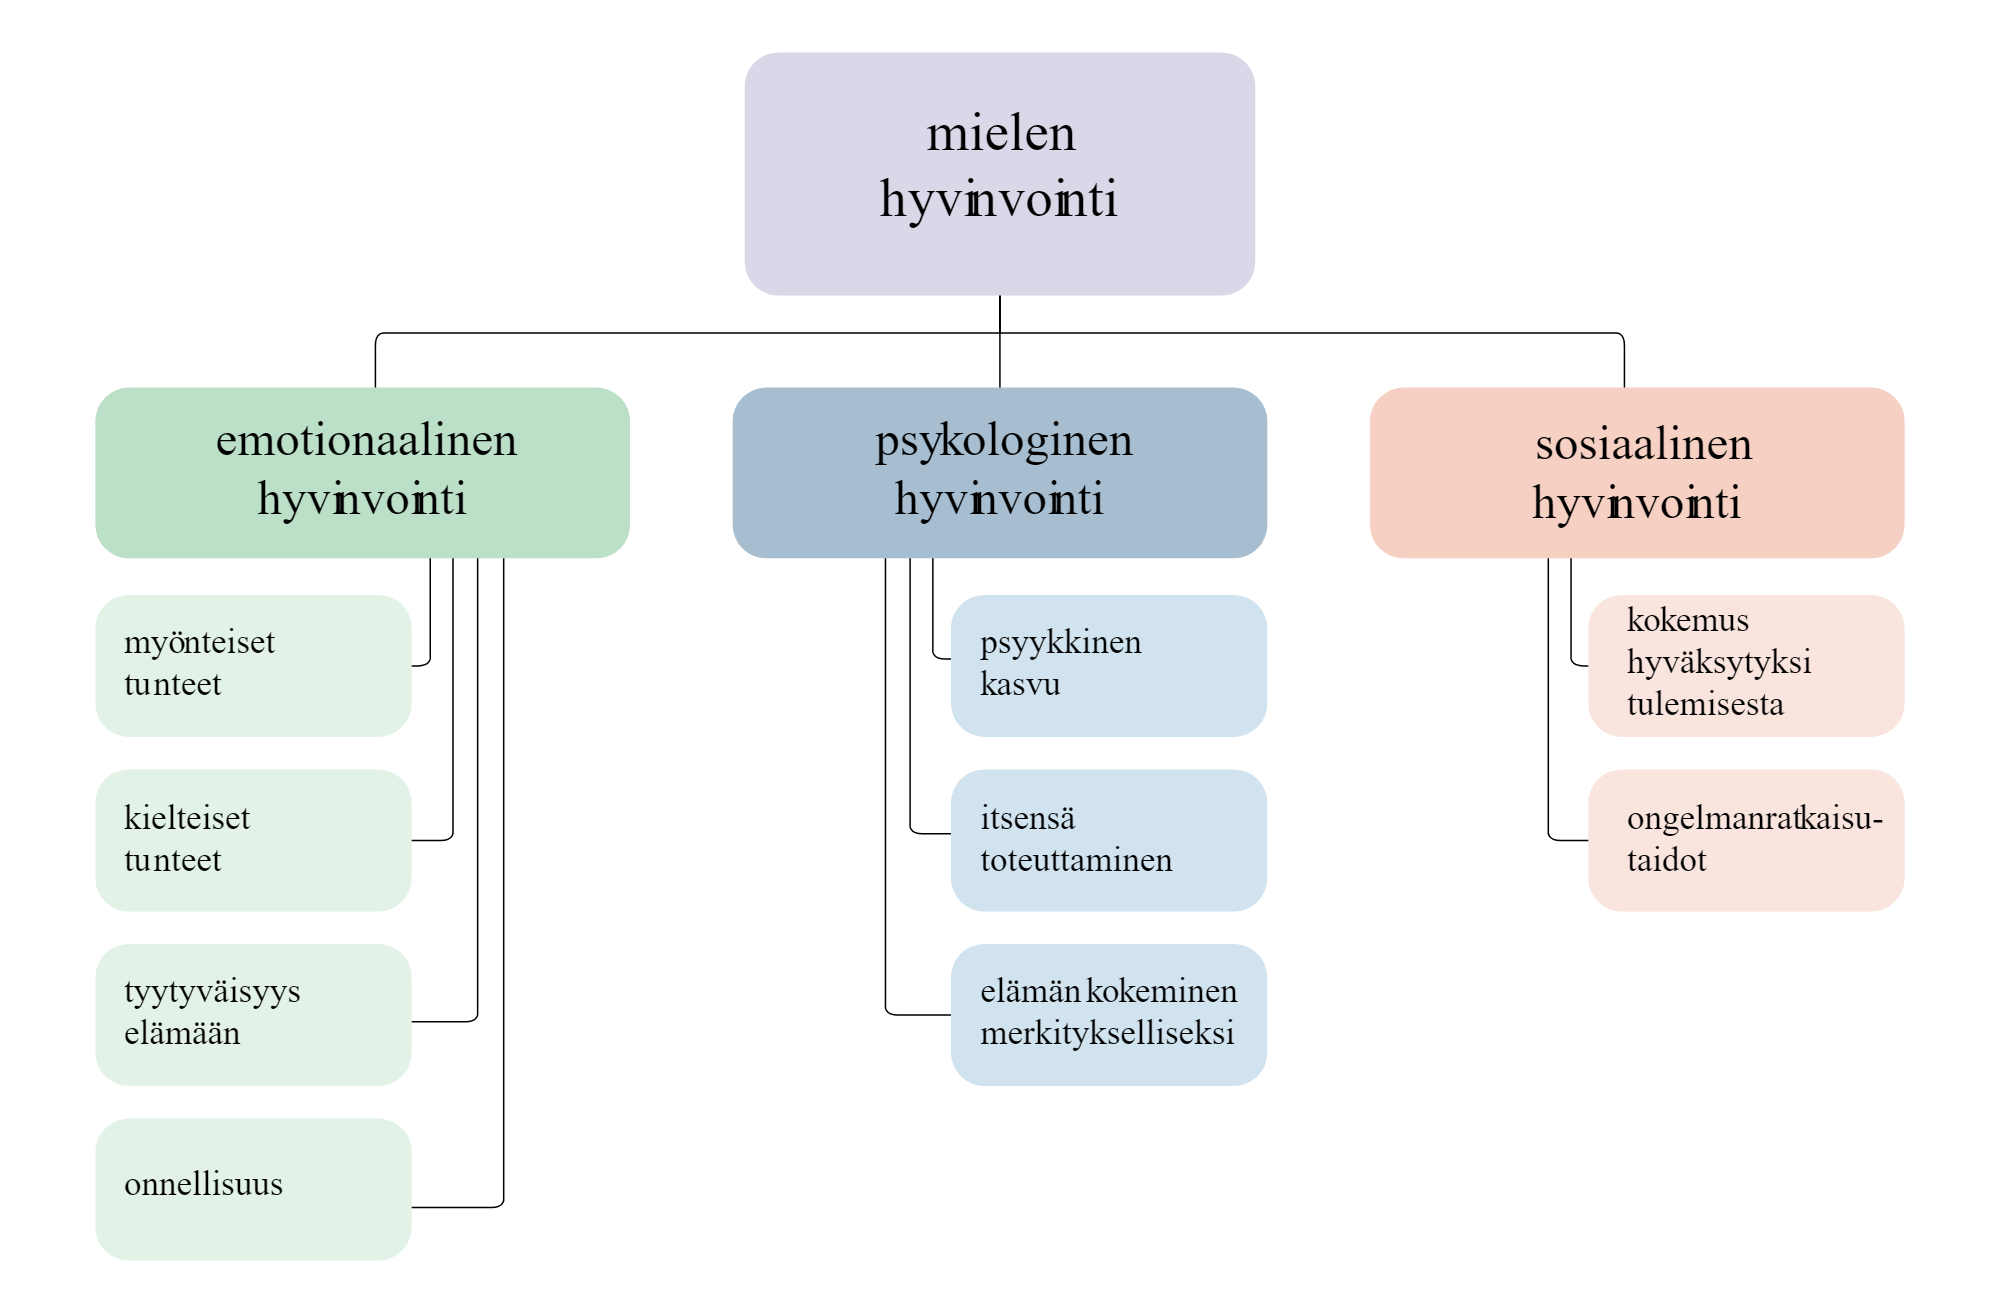 mielen
hyvinvointi
emotionaalinen
hyvinvointi
myönteiset
tunteet
kielteiset
tunteet
tyytyväisyys
elämään
onnellisuus
psykologinen
hyvinvointi
psyykkinen
kasvu
itsensä
toteuttaminen
elämän kokeminen
merkitykselliseksi
sosiaalinen
hyvinvointi
kokemus
hyväksytyksi
tulemisesta
ongelmanratkaisu-
taidot